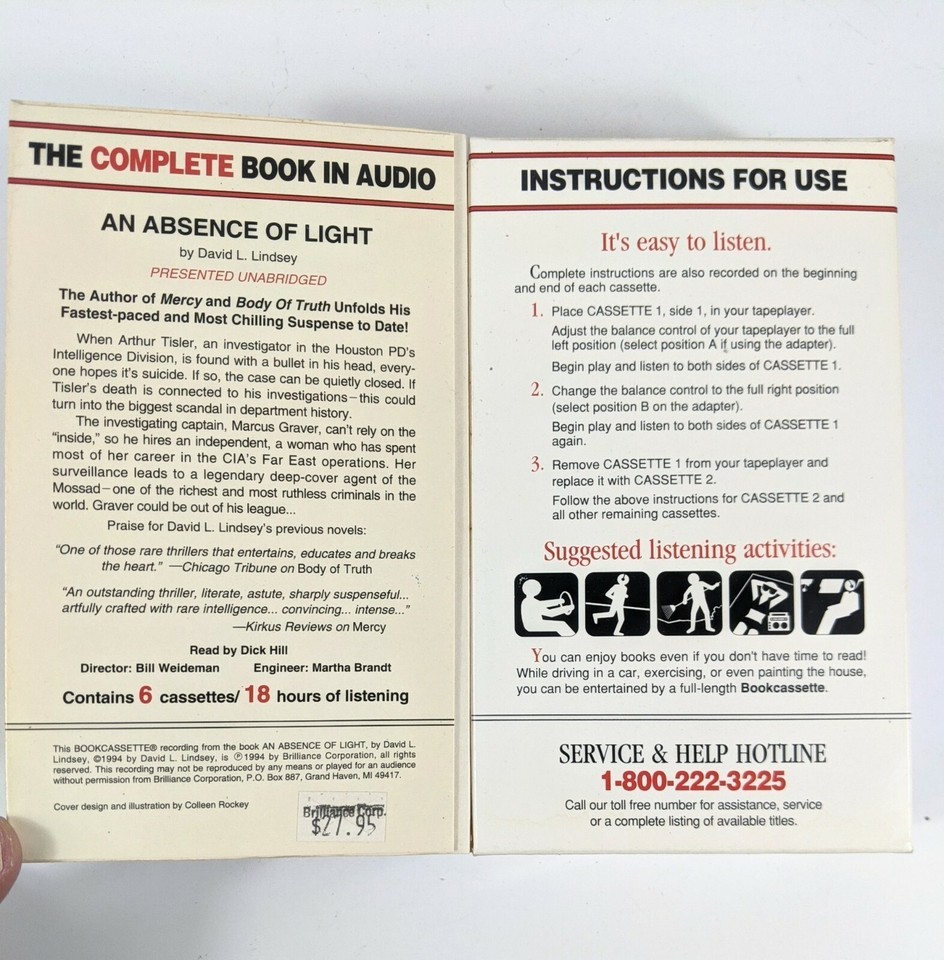 THE COMPLETE BOOK IN AUDIO
AN ABSENCE OF LIGHT
by David L. Lindsey
PRESENTED UNABRIDGED
The Author of Mercy and Body Of Truth Unfolds His
Fastest-paced and Most Chilling Suspense to Date!
When Arthur Tisler, an investigator in the Houston PD's
Intelligence Division, is found with a bullet in his head, every-
one hopes it's suicide. If so, the case can be quietly closed. If
Tisler's death is connected to his investigations—this could
turn into the biggest scandal in department history.
The investigating captain, Marcus Graver, can't rely on the
"inside," so he hires an independent, a woman who has spent
most of her career in the CIA's Far East operations. Her
surveillance leads to a legendary deep-cover agent of the
Mossad—one of the richest and most ruthless criminals in the
world. Graver could be out of his league...
Praise for David L. Lindsey's previous novels:
"One of those rare thrillers that entertains, educates and breaks
the heart." —Chicago Tribune on Body of Truth
"An outstanding thriller, literate, astute, sharply suspenseful...
artfully crafted with rare intelligence... convincing... intense..."
—Kirkus Reviews on Mercy
Read by Dick Hill
Director: Bill Weideman Engineer: Martha Brandt
Contains 6 cassettes/ 18 hours of listening
This BOOKCASSETTE® recording from the book AN ABSENCE OF LIGHT, by David L.
Lindsey, ©1994 by David L. Lindsey, is ℗1994 by Brilliance Corporation, all rights
reserved. This recording may not be reproduced by any means or played for an audience
without permission from Brilliance Corporation, P.O. Box 887, Grand Haven, MI 49417.
Cover design and illustration by Colleen Rockey
Brilliance Corp.
$27.95
INSTRUCTIONS FOR USE
It's easy to listen.
Complete instructions are also recorded on the beginning
and end of each cassette.
1. Place CASSETTE 1, side 1, in your tapeplayer.
Adjust the balance control of your tapeplayer to the full
left position (select position A if using the adapter).
Begin play and listen to both sides of CASSETTE 1.
2. Change the balance control to the full right position
(select position B on the adapter).
Begin play and listen to both sides of CASSETTE 1
again.
3. Remove CASSETTE 1 from your tapeplayer and
replace it with CASSETTE 2.
Follow the above instructions for CASSETTE 2 and
all other remaining cassettes.
Suggested listening activities:
You can enjoy books even if you don't have time to read!
While driving in a car, exercising, or even painting the house,
you can be entertained by a full-length Bookcassette.
SERVICE & HELP HOTLINE
1-800-222-3225
Call our toll free number for assistance, service
or a complete listing of available titles.